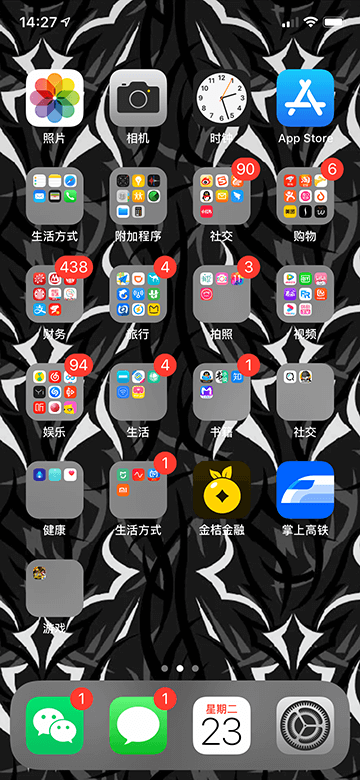 14:27
照片
相机
时钟
App Store
90
6
生活方式
附加程序
社交
购物
438
4
3
财务
旅行
拍照
视频
94
4
1
娱乐
生活
书籍
社交
1
健康
生活方式
金桔金融
掌上高铁
游戏
1
1
星期二
23